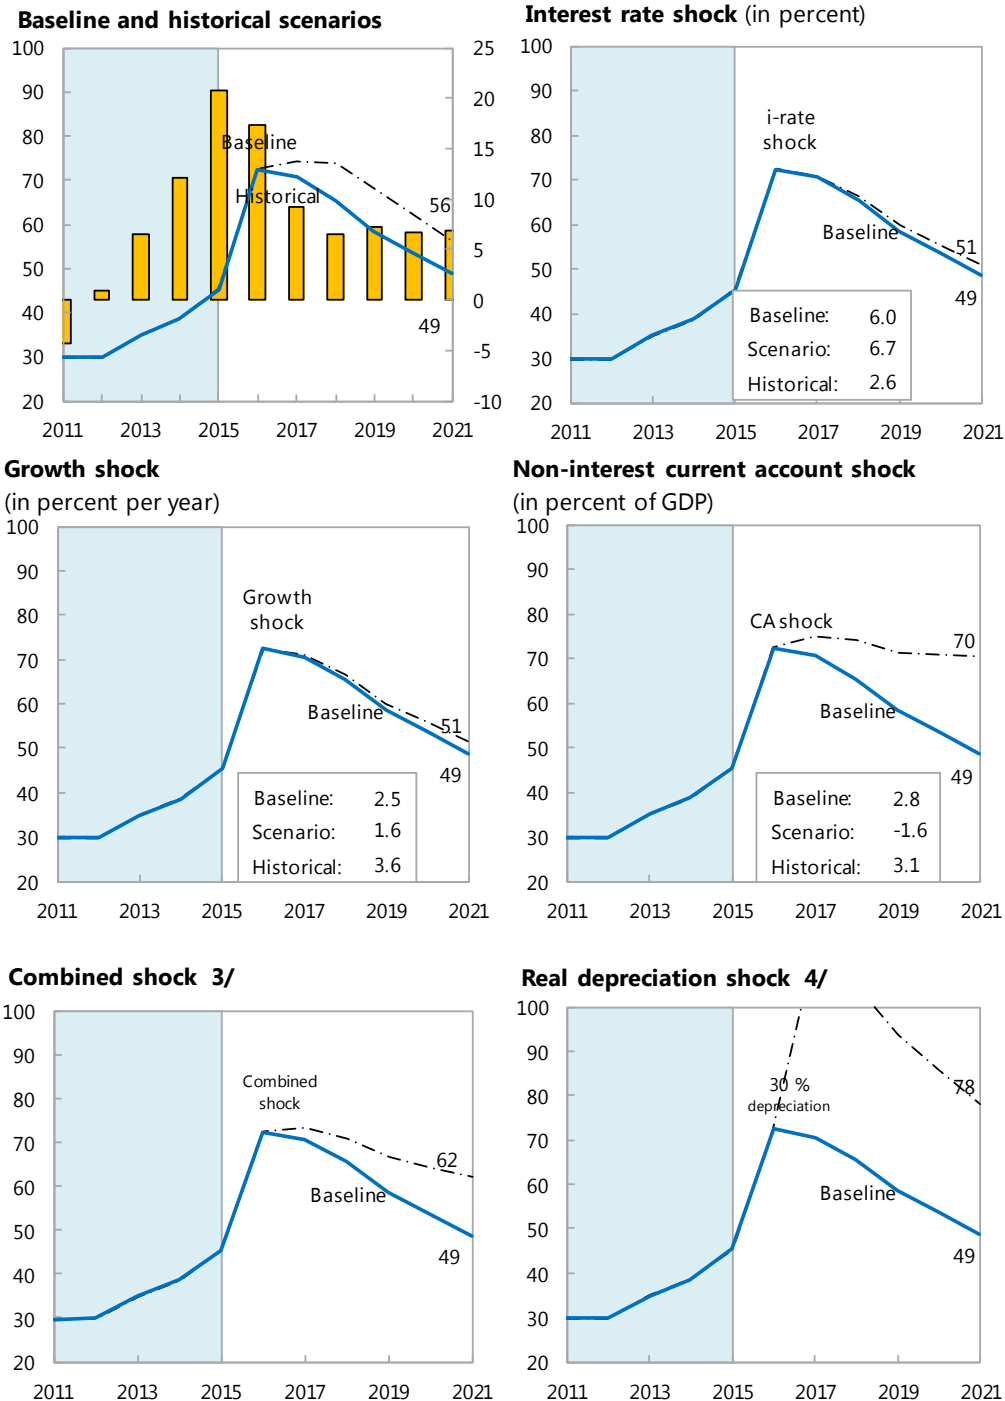 Baseline and historical scenarios
100
90
80
70
60
50
40
30
20
25
20
15
10
5
0
-5
-10
Baseline
Historical
56
49
2011 2013 2015 2017 2019 2021
Interest rate shock (in percent)
100
90
80
70
60
50
40
30
20
i-rate
shock
Baseline
51
49
Baseline: 6.0
Scenario: 6.7
Historical: 2.6
2011 2013 2015 2017 2019 2021
Growth shock
(in percent per year)
100
90
80
70
60
50
40
30
20
Growth
shock
Baseline
51
49
Baseline: 2.5
Scenario: 1.6
Historical: 3.6
2011 2013 2015 2017 2019 2021
Non-interest current account shock
(in percent of GDP)
100
90
80
70
60
50
40
30
20
CA shock
70
Baseline
49
Baseline: 2.8
Scenario: -1.6
Historical: 3.1
2011 2013 2015 2017 2019 2021
Combined shock 3/
100
90
80
70
60
50
40
30
20
Combined
shock
62
Baseline
49
2011 2013 2015 2017 2019 2021
Real depreciation shock 4/
100
90
80
70
60
50
40
30
20
30 %
depreciation
78
Baseline
49
2011 2013 2015 2017 2019 2021